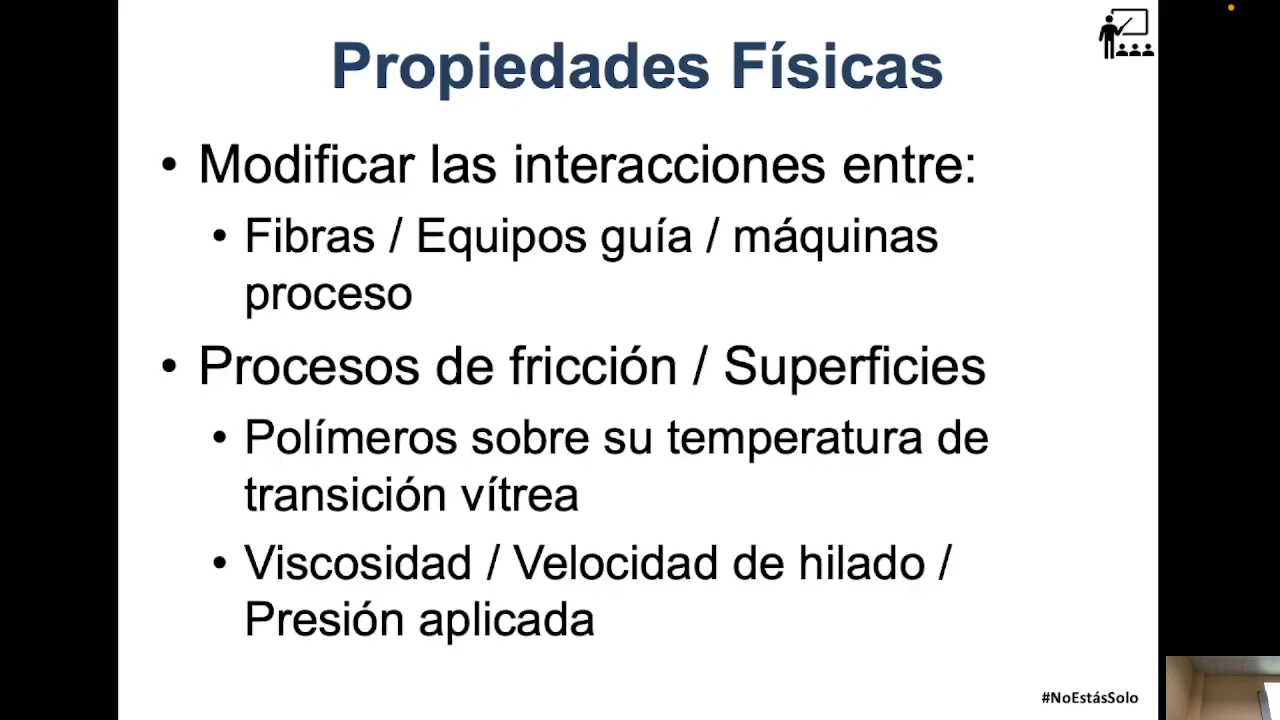 Propiedades Físicas
• Modificar las interacciones entre:
• Fibras / Equipos guía / máquinas
proceso
• Procesos de fricción / Superficies
• Polímeros sobre su temperatura de
transición vítrea
• Viscosidad / Velocidad de hilado /
Presión aplicada
#NoEstásSolo